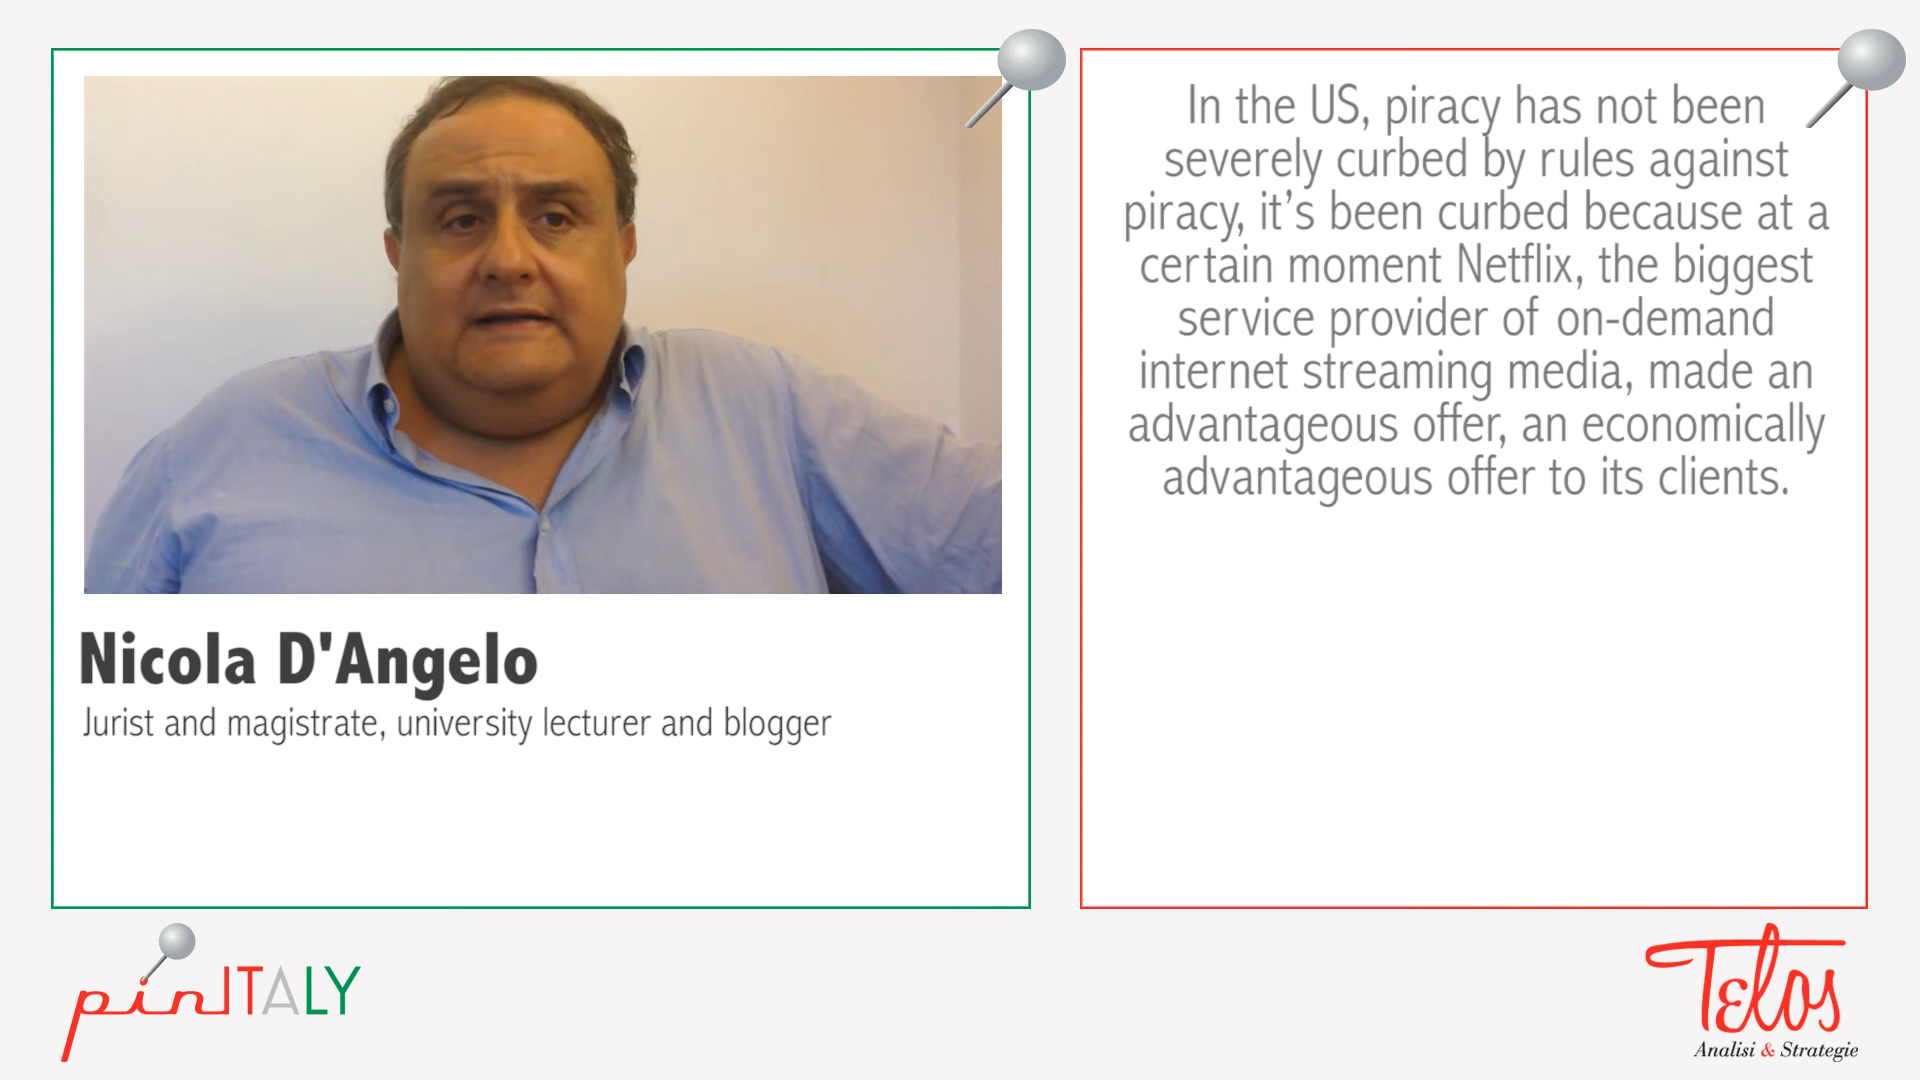 Nicola D'Angelo
Jurist and magistrate, university lecturer and blogger
In the US, piracy has not been
severely curbed by rules against
piracy, it’s been curbed because at a
certain moment Netflix, the biggest
service provider of on-demand
internet streaming media, made an
advantageous offer, an economically
advantageous offer to its clients.
pinITALY
Telos
Analisi & Strategie